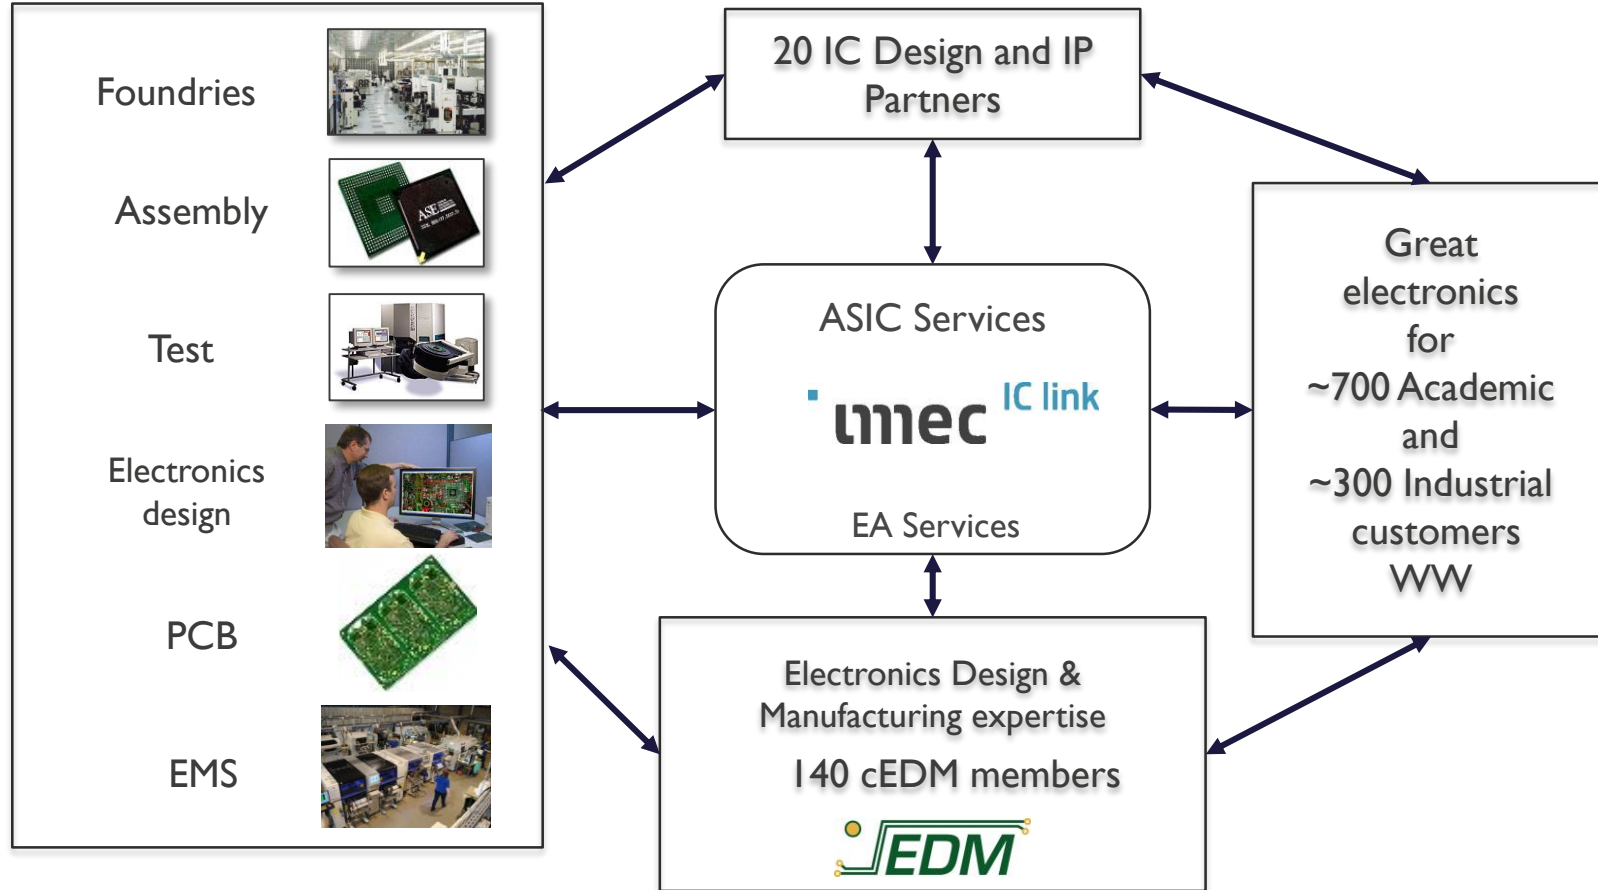 Foundries
Assembly
ASE
Test
Electronics
design
PCB
EMS
20 IC Design and IP
Partners
ASIC Services
imec IC link
EA Services
Electronics Design &
Manufacturing expertise
140 cEDM members
EDM
Great
electronics
for
~700 Academic
and
~300 Industrial
customers
WW